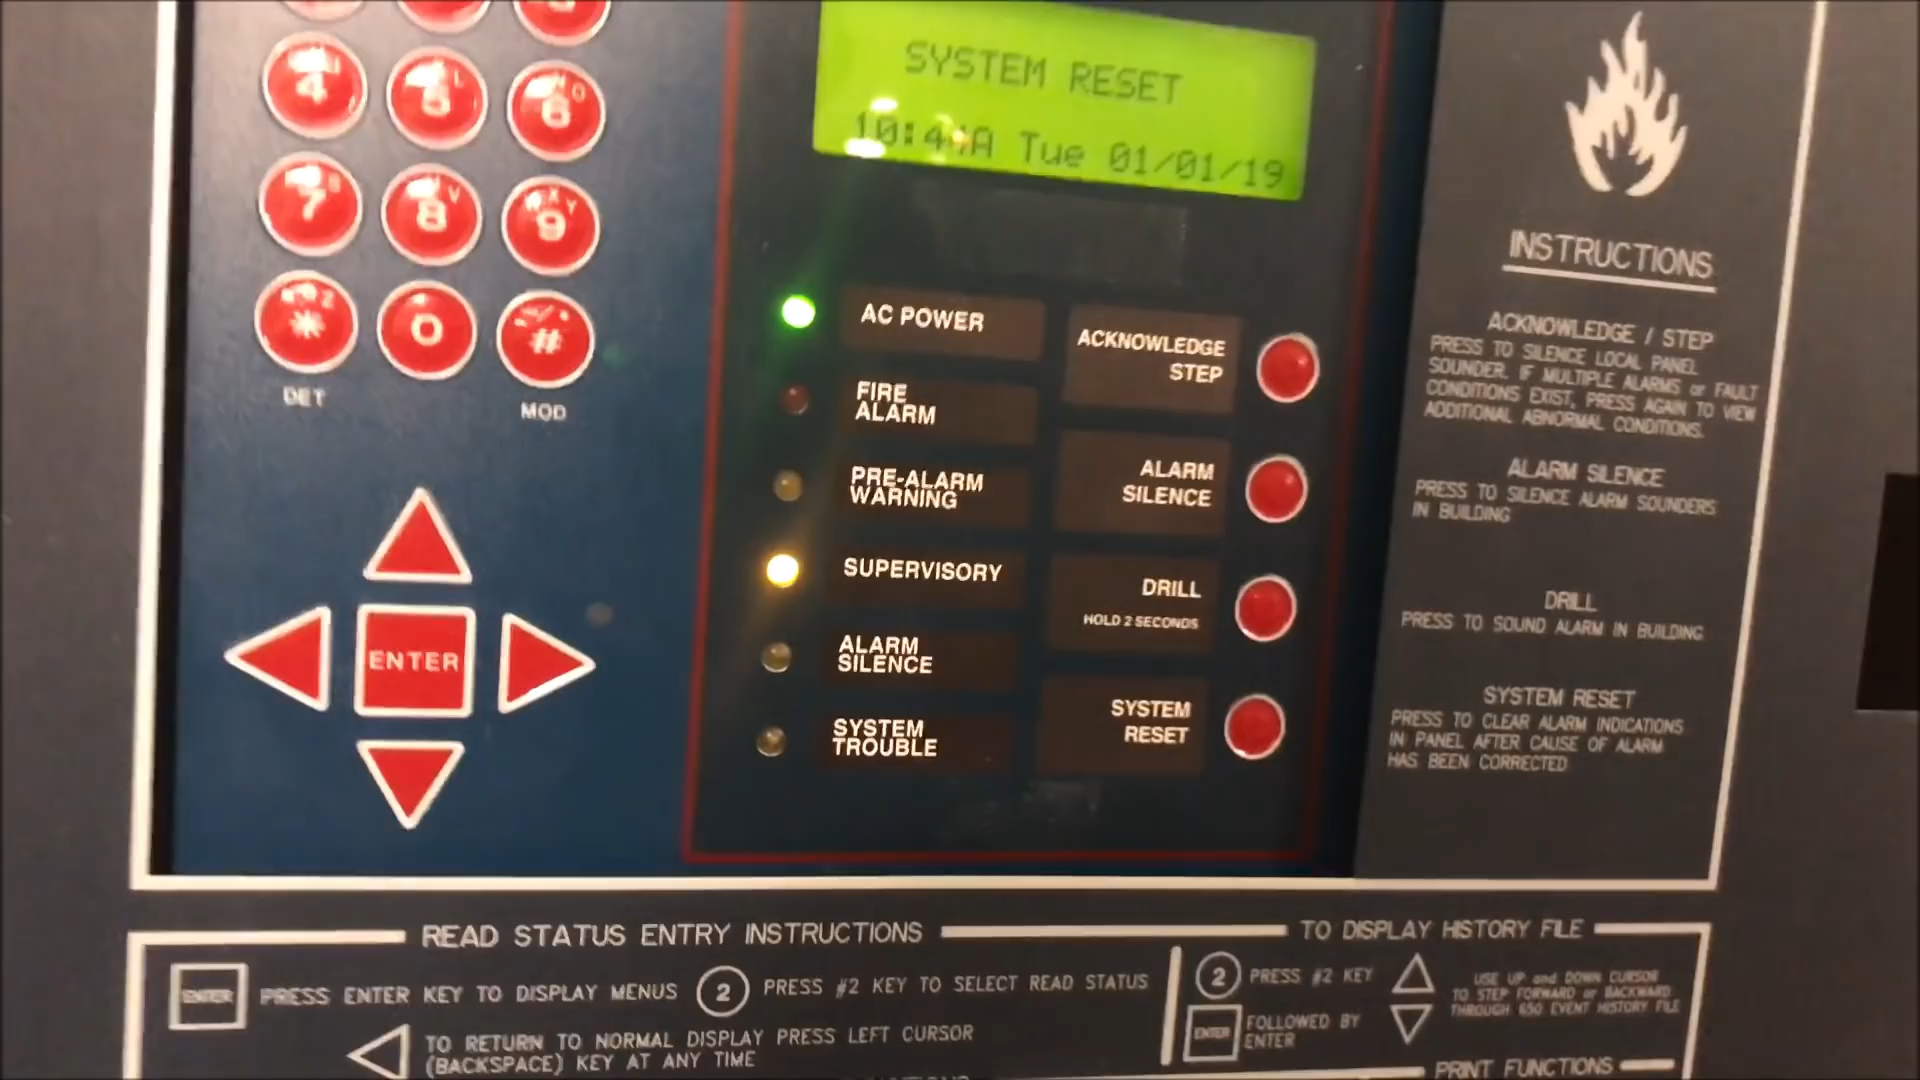 4 5 6
7 8 9
* 0 #
DET MOD
ENTER
SYSTEM RESET
10:44A Tue 01/01/19
AC POWER
FIRE
ALARM
PRE-ALARM
WARNING
SUPERVISORY
ALARM
SILENCE
SYSTEM
TROUBLE
ACKNOWLEDGE
STEP
ALARM
SILENCE
DRILL
HOLD 2 SECONDS
SYSTEM
RESET
INSTRUCTIONS
ACKNOWLEDGE / STEP
PRESS TO SILENCE LOCAL PANEL
SOUNDER. IF MULTIPLE ALARMS or FAULT
CONDITIONS EXIST, PRESS AGAIN TO VIEW
ADDITIONAL ABNORMAL CONDITIONS.
ALARM SILENCE
PRESS TO SILENCE ALARM SOUNDERS
IN BUILDING
DRILL
PRESS TO SOUND ALARM IN BUILDING
SYSTEM RESET
PRESS TO CLEAR ALARM INDICATIONS
IN PANEL AFTER CAUSE OF ALARM
HAS BEEN CORRECTED
READ STATUS ENTRY INSTRUCTIONS
ENTER PRESS ENTER KEY TO DISPLAY MENUS 2 PRESS #2 KEY TO SELECT READ STATUS
TO RETURN TO NORMAL DISPLAY PRESS LEFT CURSOR
(BACKSPACE) KEY AT ANY TIME
TO DISPLAY HISTORY FILE
2 PRESS #2 KEY
ENTER FOLLOWED BY
ENTER
USE UP and DOWN CURSOR
TO STEP FORWARD or BACKWARD
THROUGH 650 EVENT HISTORY FILE
PRINT FUNCTIONS